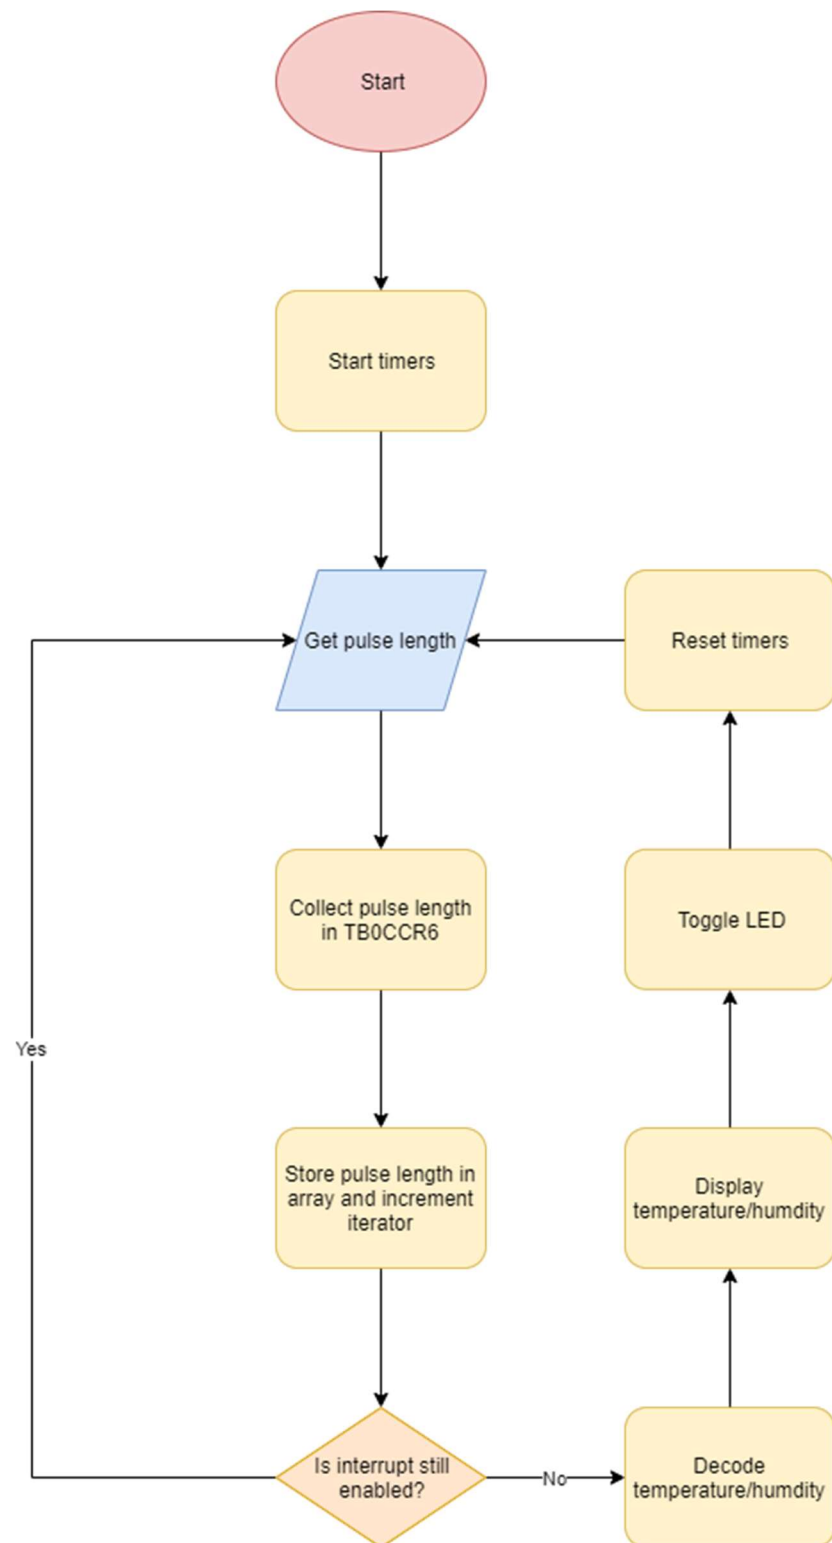 Start
Start timers
Get pulse length
Reset timers
Collect pulse length
in TB0CCR6
Toggle LED
Yes
Store pulse length in
array and increment
iterator
Display
temperature/humdity
Is interrupt still
enabled?
No
Decode
temperature/humdity